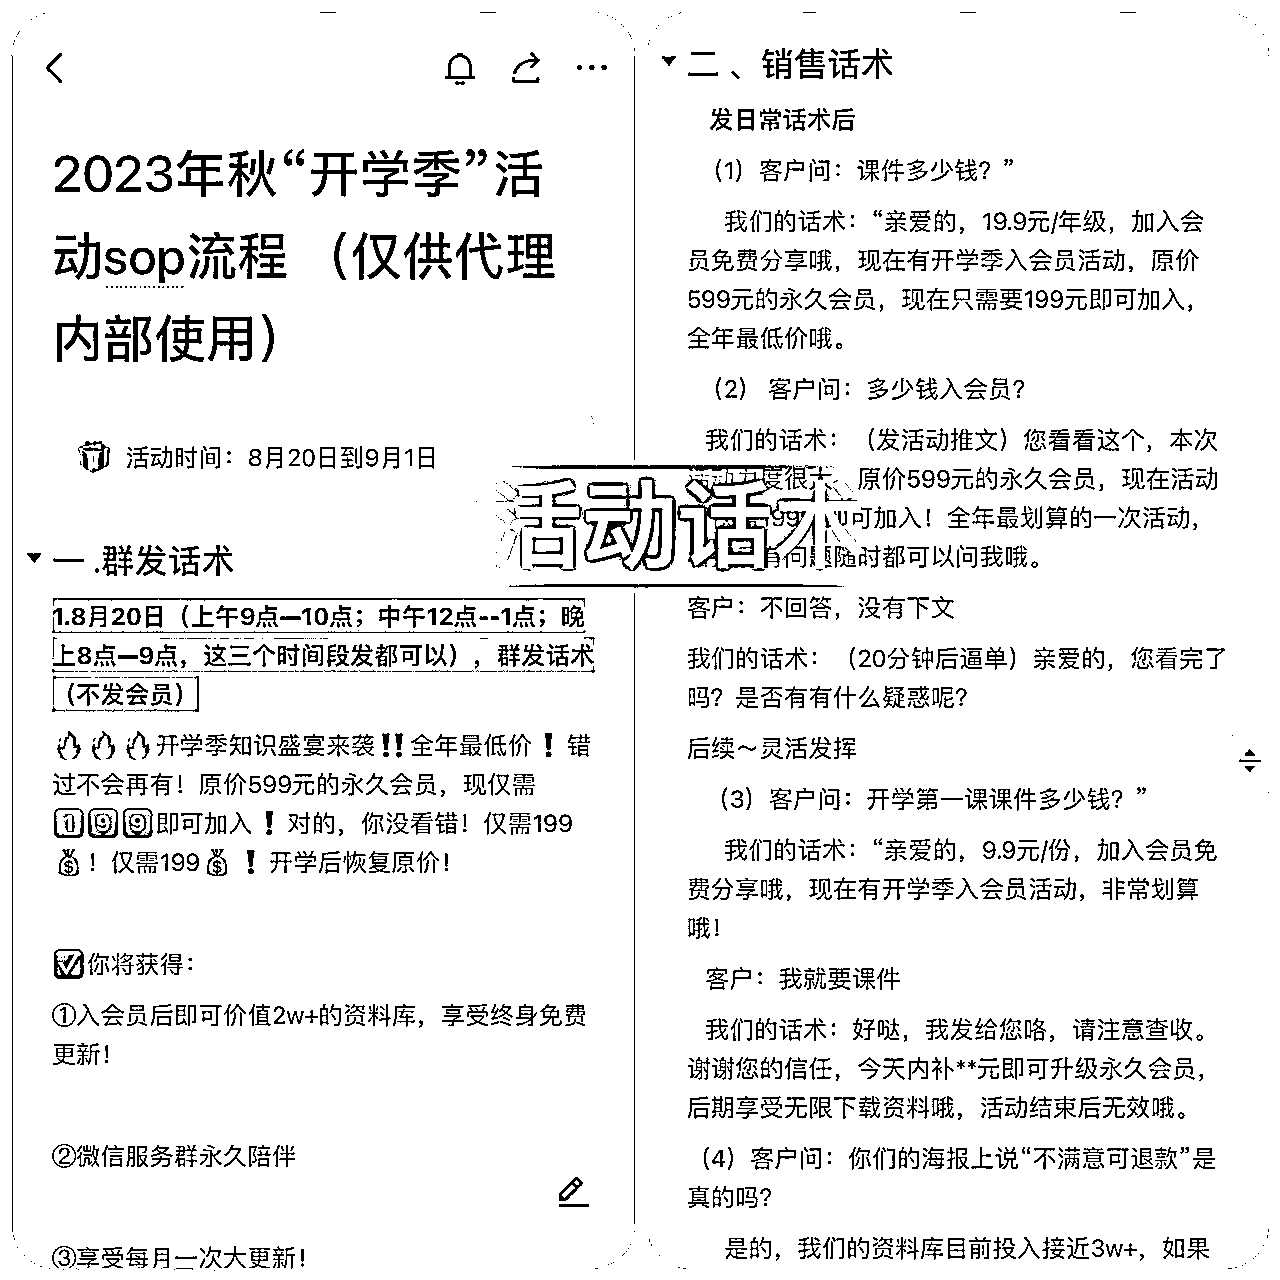 2023年秋“开学季”活
动sop流程 （仅供代理
内部使用）
活动时间：8月20日到9月1日
一 .群发话术
1.8月20日（上午9点—10点；中午12点--1点；晚
上8点—9点，这三个时间段发都可以），群发话术
（不发会员）
🔥🔥🔥开学季知识盛宴来袭‼️全年最低价❗错
过不会再有！原价599元的永久会员，现仅需
1️⃣9️⃣9️⃣即可加入❗对的，你没看错！仅需199
💰！仅需199💰❗开学后恢复原价！
✅你将获得：
①入会员后即可价值2w+的资料库，享受终身免费
更新！
②微信服务群永久陪伴
③享受每月一次大更新！
活动话术
二 、销售话术
发日常话术后
（1）客户问：课件多少钱？”
我们的话术：“亲爱的，19.9元/年级，加入会
员免费分享哦，现在有开学季入会员活动，原价
599元的永久会员，现在只需要199元即可加入，
全年最低价哦。
（2） 客户问：多少钱入会员？
我们的话术：（发活动推文）您看看这个，本次
活动力度很大，原价599元的永久会员，现在活动
199 即可加入！全年最划算的一次活动，
有问题随时都可以问我哦。
客户：不回答，没有下文
我们的话术：（20分钟后逼单）亲爱的，您看完了
吗？是否有有什么疑惑呢？
后续～灵活发挥
（3）客户问：开学第一课课件多少钱？”
我们的话术：“亲爱的，9.9元/份，加入会员免
费分享哦，现在有开学季入会员活动，非常划算
哦！
客户：我就要课件
我们的话术：好哒，我发给您咯，请注意查收。
谢谢您的信任，今天内补**元即可升级永久会员，
后期享受无限下载资料哦，活动结束后无效哦。
（4）客户问：你们的海报上说“不满意可退款”是
真的吗？
是的，我们的资料库目前投入接近3w+，如果